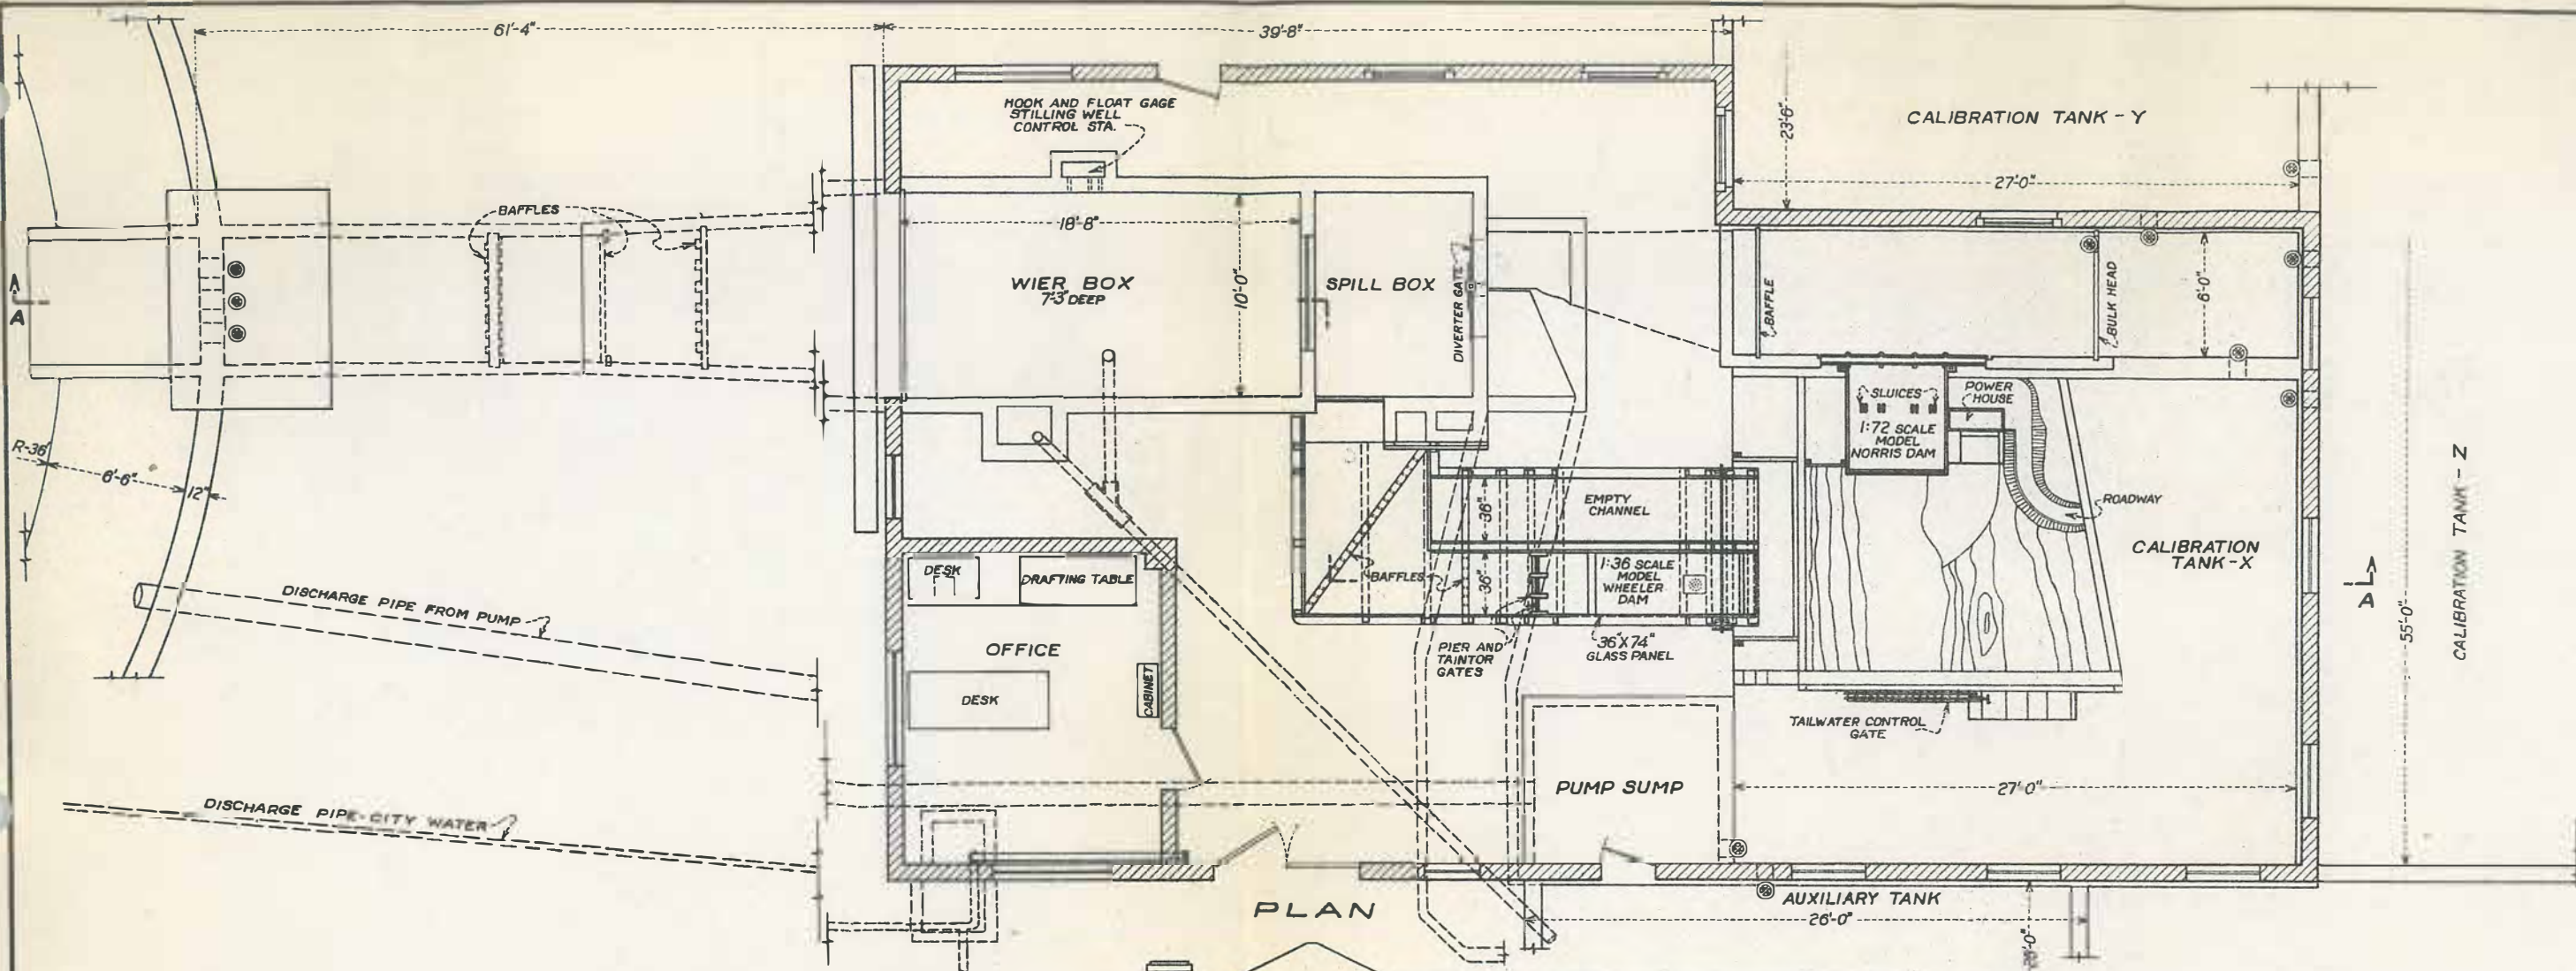 61'-4"
39'-8"
HOOK AND FLOAT GAGE
STILLING WELL
CONTROL STA.
23'6"
CALIBRATION TANK - Y
27'-0"
BAFFLES
18'-8"
10'-0"
WIER BOX
7'-3" DEEP
SPILL BOX
DIVERTER GATE
BAFFLE
BULK HEAD
6'-0"
A
SLUICES
POWER
HOUSE
1:72 SCALE
MODEL
NORRIS DAM
R-36'
6'-6"
12"
ROADWAY
36"
EMPTY
CHANNEL
CALIBRATION
TANK-X
CALIBRATION TANK - Z
55'-0"
A
DESK
DRAFTING TABLE
BAFFLES
36"
1:36 SCALE
MODEL
WHEELER
DAM
DISCHARGE PIPE FROM PUMP
OFFICE
PIER AND
TAINTOR
GATES
36"X74"
GLASS PANEL
DESK
CABINET
TAILWATER CONTROL
GATE
PUMP SUMP
27'-0"
DISCHARGE PIPE-CITY WATER
PLAN
AUXILIARY TANK
26'-0"